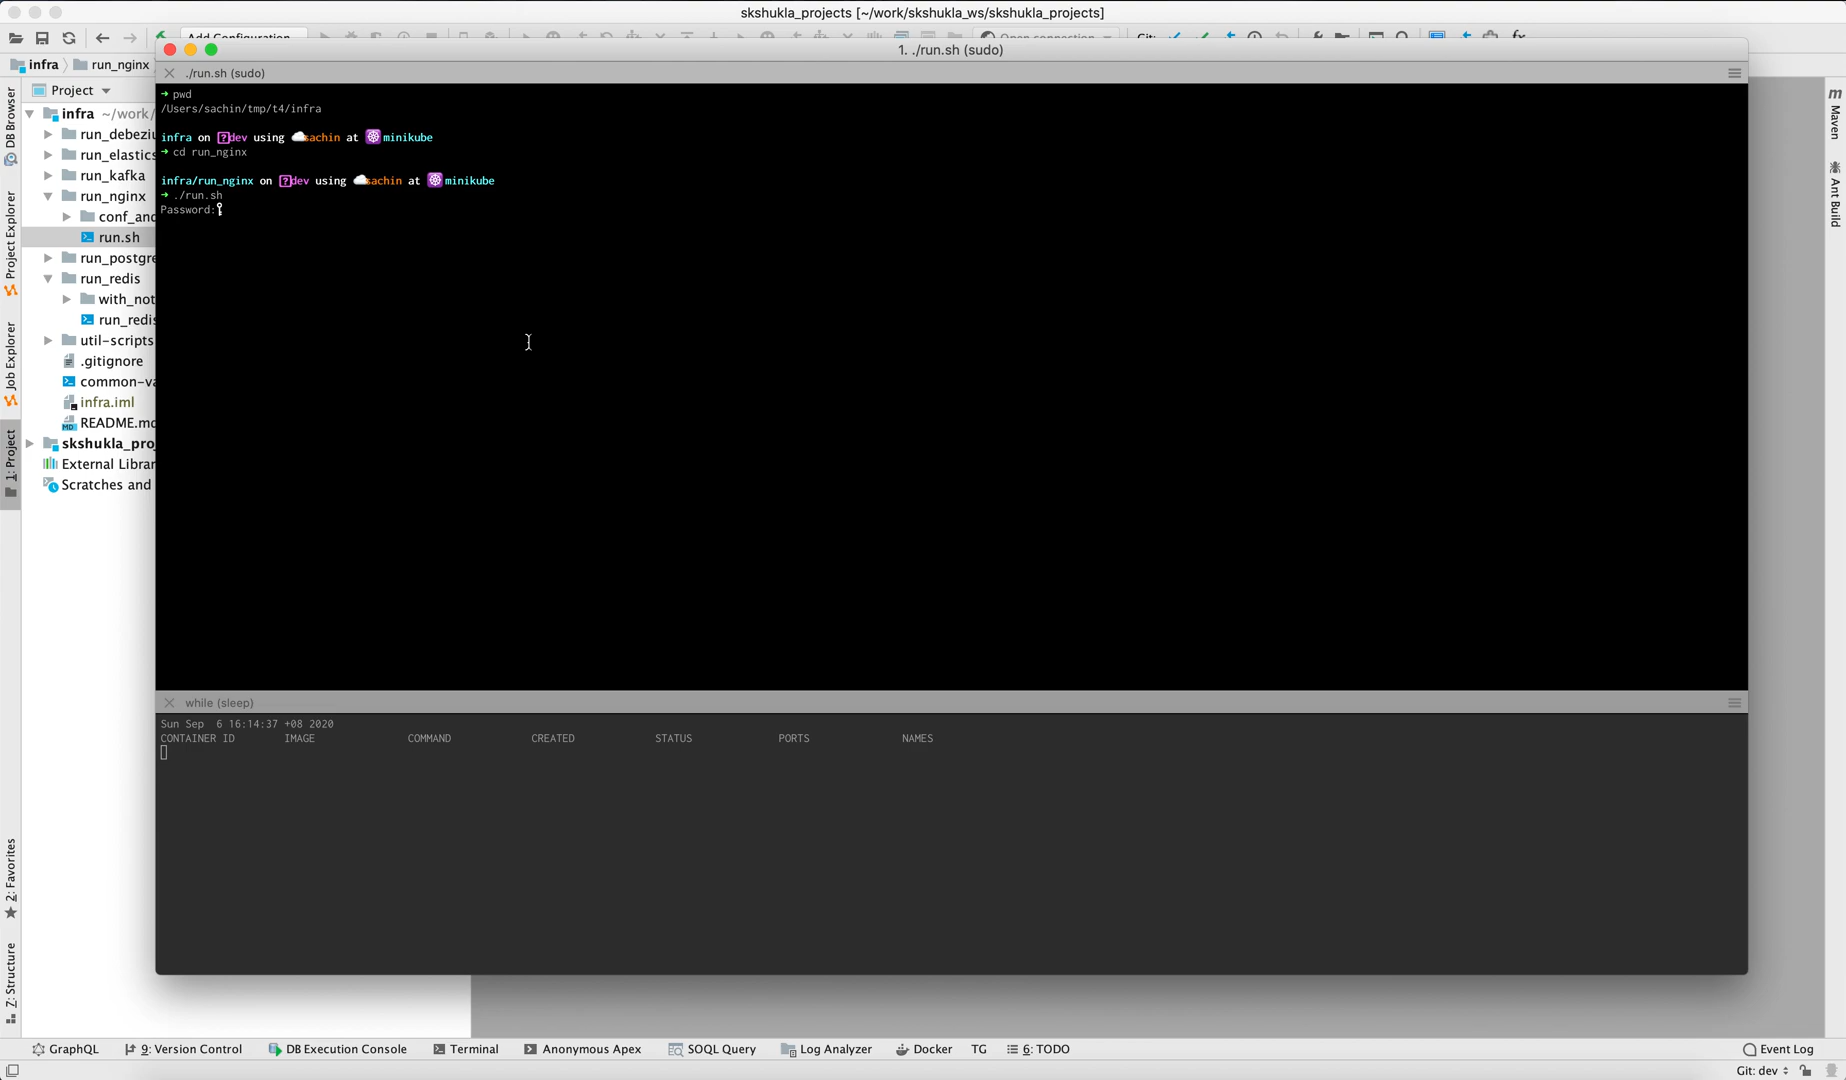 skshukla_projects [~/work/skshukla_ws/skshukla_projects]
Add Configuration... Open connection Git:
1. ./run.sh (sudo)
infra run_nginx
./run.sh (sudo)
Project
infra ~/work/
run_debeziu
run_elastics
run_kafka
run_nginx
conf_and
run.sh
run_postgre
run_redis
with_not
run_redis
util-scripts
.gitignore
common-va
infra.iml
README.md
skshukla_pro
External Librar
Scratches and
DB Browser
Project Explorer
Job Explorer
1: Project
2: Favorites
7: Structure
➜ pwd
/Users/sachin/tmp/t4/infra
infra on dev using sachin at minikube
➜ cd run_nginx
infra/run_nginx on dev using sachin at minikube
➜ ./run.sh
Password:
while (sleep)
Sun Sep 6 16:14:37 +08 2020
CONTAINER ID IMAGE COMMAND CREATED STATUS PORTS NAMES
m Maven
Ant Build
GraphQL 9: Version Control DB Execution Console Terminal Anonymous Apex SOQL Query Log Analyzer Docker TG 6: TODO Event Log
Git: dev